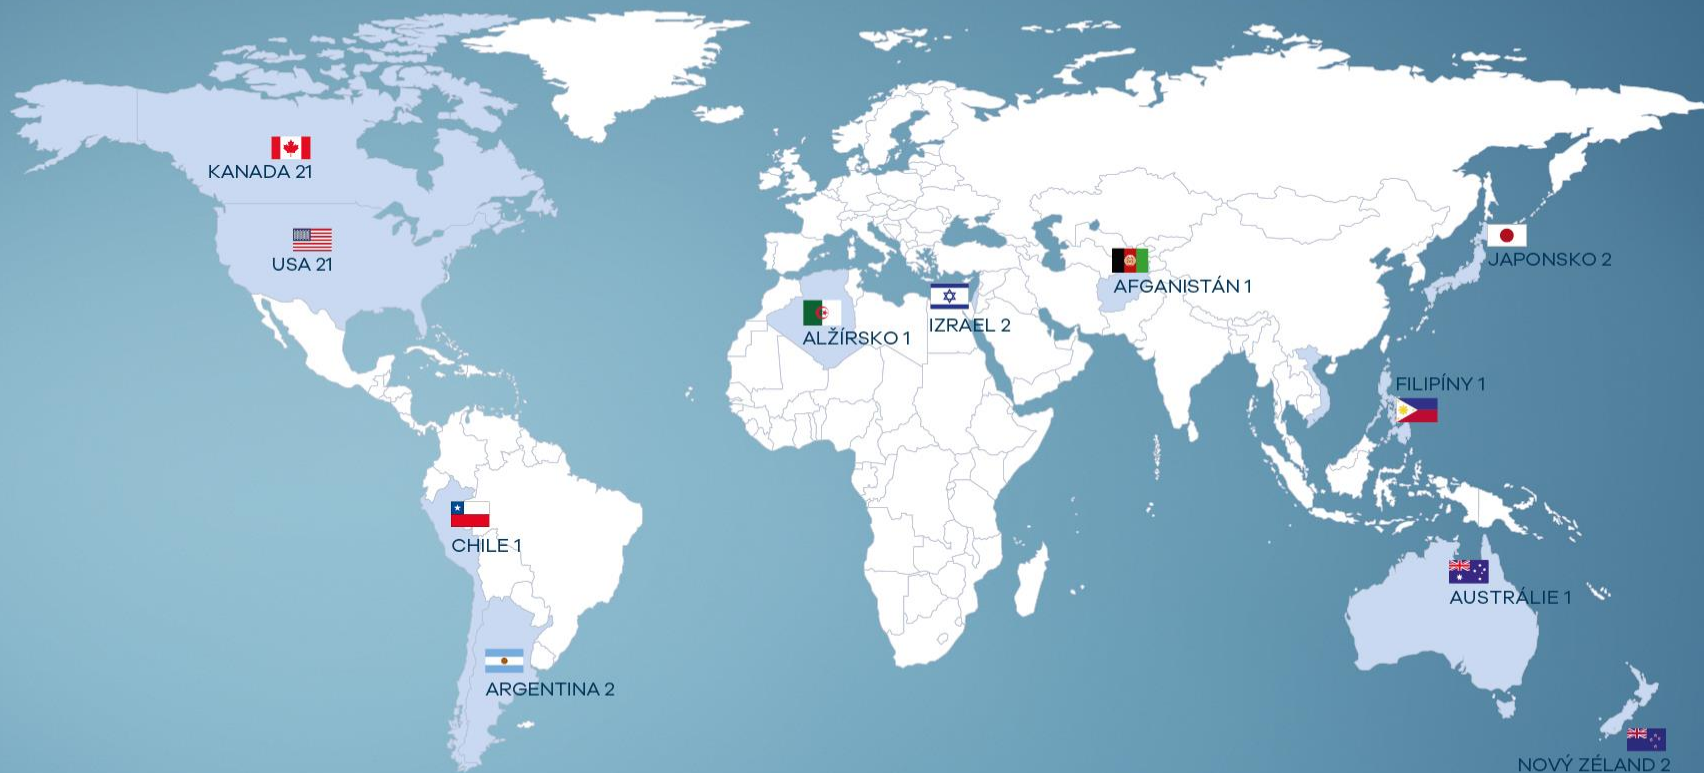 KANADA 21
USA 21
JAPONSKO 2
AFGANISTÁN 1
IZRAEL 2
ALŽÍRSKO 1
FILIPÍNY 1
CHILE 1
AUSTRÁLIE 1
ARGENTINA 2
NOVÝ ZÉLAND 2